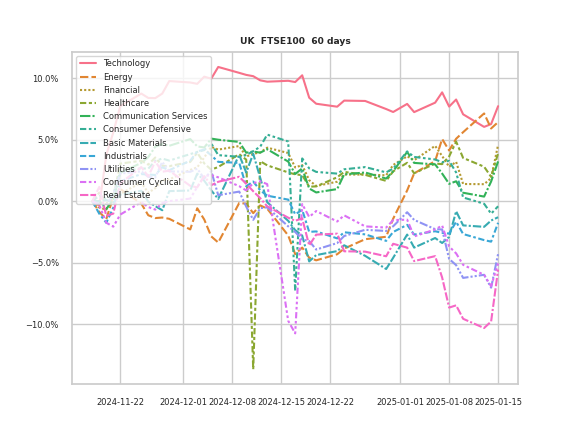 UK  FTSE100  60 days
10.0%
5.0%
0.0%
−5.0%
−10.0%
Technology
Energy
Financial
Healthcare
Communication Services
Consumer Defensive
Basic Materials
Industrials
Utilities
Consumer Cyclical
Real Estate
2024-11-22 2024-12-01 2024-12-08 2024-12-15 2024-12-22 2025-01-01 2025-01-08 2025-01-15